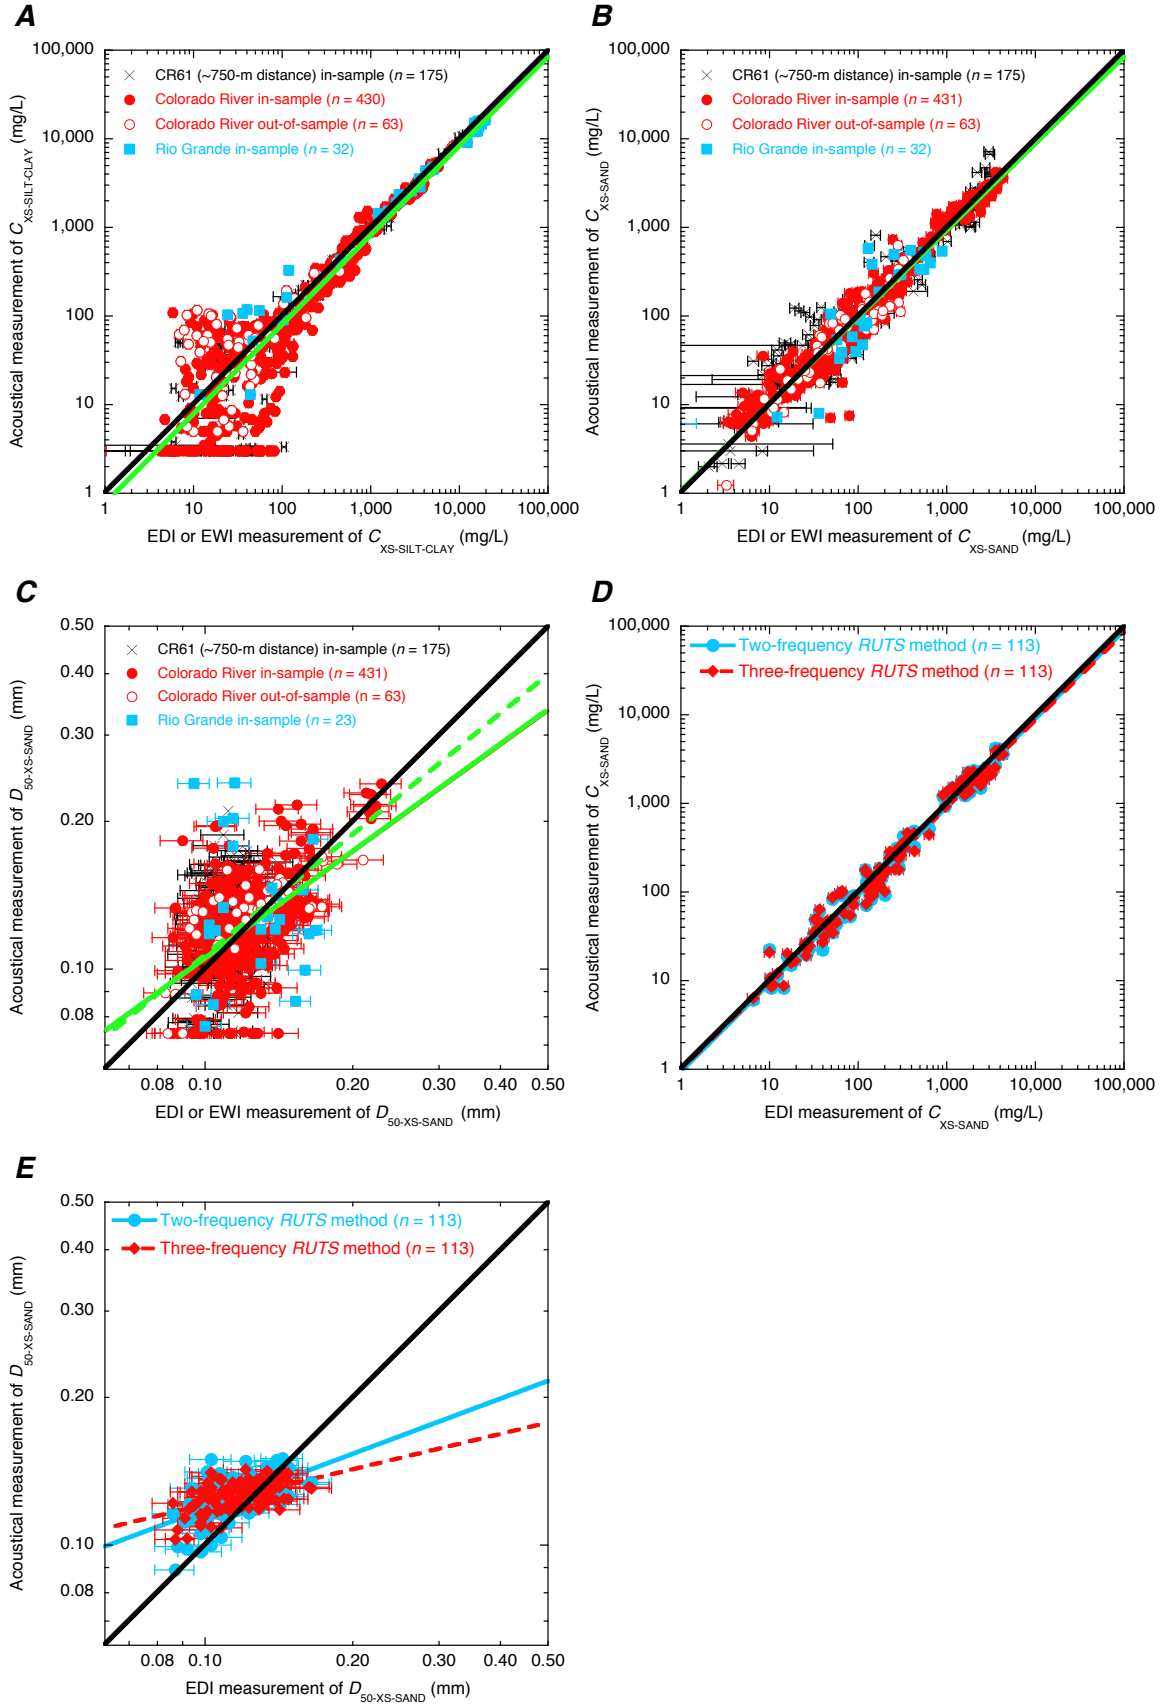 A
100,000
10,000
1,000
100
10
1
Acoustical measurement of C XS-SILT-CLAY (mg/L)
CR61 (~750-m distance) in-sample (n = 175)
Colorado River in-sample (n = 430)
Colorado River out-of-sample (n = 63)
Rio Grande in-sample (n = 32)
1 10 100 1,000 10,000 100,000
EDI or EWI measurement of C XS-SILT-CLAY (mg/L)
B
100,000
10,000
1,000
100
10
1
Acoustical measurement of C XS-SAND (mg/L)
CR61 (~750-m distance) in-sample (n = 175)
Colorado River in-sample (n = 431)
Colorado River out-of-sample (n = 63)
Rio Grande in-sample (n = 32)
1 10 100 1,000 10,000 100,000
EDI or EWI measurement of C XS-SAND (mg/L)
C
0.50
0.40
0.30
0.20
0.10
0.08
Acoustical measurement of D 50-XS-SAND (mm)
CR61 (~750-m distance) in-sample (n = 175)
Colorado River in-sample (n = 431)
Colorado River out-of-sample (n = 63)
Rio Grande in-sample (n = 23)
0.08 0.10 0.20 0.30 0.40 0.50
EDI or EWI measurement of D 50-XS-SAND (mm)
D
100,000
10,000
1,000
100
10
1
Acoustical measurement of C XS-SAND (mg/L)
Two-frequency RUTS method (n = 113)
Three-frequency RUTS method (n = 113)
1 10 100 1,000 10,000 100,000
EDI measurement of C XS-SAND (mg/L)
E
0.50
0.40
0.30
0.20
0.10
0.08
Acoustical measurement of D 50-XS-SAND (mm)
Two-frequency RUTS method (n = 113)
Three-frequency RUTS method (n = 113)
0.08 0.10 0.20 0.30 0.40 0.50
EDI measurement of D 50-XS-SAND (mm)